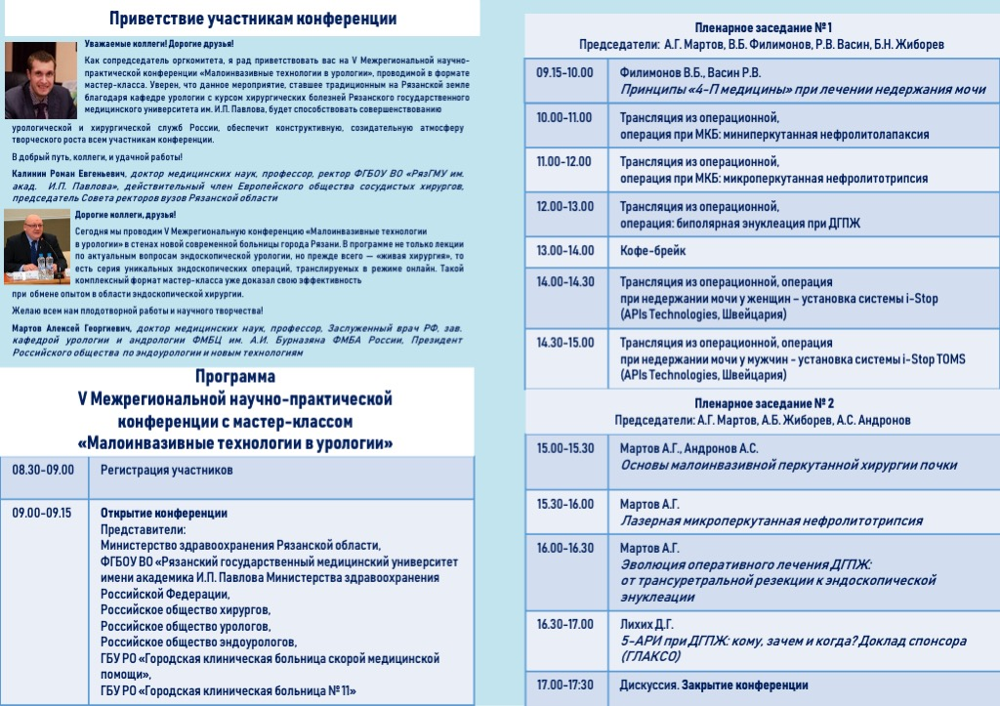 Приветствие участникам конференции
Уважаемые коллеги! Дорогие друзья!
Как сопредседатель оргкомитета, я рад приветствовать вас на V Межрегиональной научно-
практической конференции «Малоинвазивные технологии в урологии», проводимой в формате
мастер-класса. Уверен, что данное мероприятие, ставшее традиционным на Рязанской земле
благодаря кафедре урологии с курсом хирургических болезней Рязанского государственного
медицинского университета им. И.П. Павлова, будет способствовать совершенствованию
урологической и хирургической служб России, обеспечит конструктивную, созидательную атмосферу
творческого роста всем участникам конференции.
В добрый путь, коллеги, и удачной работы!
Калинин Роман Евгеньевич, доктор медицинских наук, профессор, ректор ФГБОУ ВО «РязГМУ им.
акад. И.П. Павлова», действительный член Европейского общества сосудистых хирургов,
председатель Совета ректоров вузов Рязанской области
Дорогие коллеги, друзья!
Сегодня мы проводим V Межрегиональную конференцию «Малоинвазивные технологии
в урологии» в стенах новой современной больницы города Рязани. В программе не только лекции
по актуальным вопросам эндоскопической урологии, но прежде всего — «живая хирургия», то
есть серия уникальных эндоскопических операций, транслируемых в режиме онлайн. Такой
комплексный формат мастер-класса уже доказал свою эффективность
при обмене опытом в области эндоскопической хирургии.
Желаю всем нам плодотворной работы и научного творчества!
Мартов Алексей Георгиевич, доктор медицинских наук, профессор, Заслуженный врач РФ, зав.
кафедрой урологии и андрологии ФМБЦ им. А.И. Бурназяна ФМБА России, Президент
Российского общества по эндоурологии и новым технологиям
Программа
V Межрегиональной научно-практической
конференции с мастер-классом
«Малоинвазивные технологии в урологии»
08.30-09.00 Регистрация участников
09.00-09.15 Открытие конференции
Представители:
Министерство здравоохранения Рязанской области,
ФГБОУ ВО «Рязанский государственный медицинский университет
имени академика И.П. Павлова Министерства здравоохранения
Российской Федерации,
Российское общество хирургов,
Российское общество урологов,
Российское общество эндоурологов,
ГБУ РО «Городская клиническая больница скорой медицинской
помощи»,
ГБУ РО «Городская клиническая больница № 11»
Пленарное заседание № 1
Председатели: А.Г. Мартов, В.Б. Филимонов, Р.В. Васин, Б.Н. Жиборев
09.15-10.00 Филимонов В.Б., Васин Р.В.
Принципы «4-П медицины» при лечении недержания мочи
10.00-11.00 Трансляция из операционной,
операция при МКБ: миниперкутанная нефролитолапаксия
11.00-12.00 Трансляция из операционной,
операция при МКБ: микроперкутанная нефролитотрипсия
12.00-13.00 Трансляция из операционной,
операция: биполярная энуклеация при ДГПЖ
13.00-14.00 Кофе-брейк
14.00-14.30 Трансляция из операционной, операция
при недержании мочи у женщин – установка системы i-Stop
(APIs Technologies, Швейцария)
14.30-15.00 Трансляция из операционной, операция
при недержании мочи у мужчин - установка системы i-Stop TOMS
(APIs Technologies, Швейцария)
Пленарное заседание № 2
Председатели: А.Г. Мартов, А.Б. Жиборев, А.С. Андронов
15.00-15.30 Мартов А.Г., Андронов А.С.
Основы малоинвазивной перкутанной хирургии почки
15.30-16.00 Мартов А.Г.
Лазерная микроперкутанная нефролитотрипсия
16.00-16.30 Мартов А.Г.
Эволюция оперативного лечения ДГПЖ:
от трансуретральной резекции к эндоскопической
энуклеации
16.30-17.00 Лихих Д.Г.
5-АРИ при ДГПЖ: кому, зачем и когда? Доклад спонсора
(ГЛАКСО)
17.00-17:30 Дискуссия. Закрытие конференции